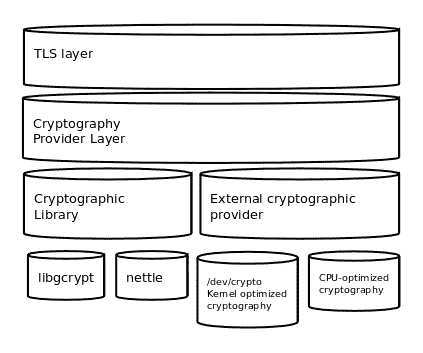 TLS layer
Cryptography
Provider Layer
Cryptographic
Library
External cryptographic
provider
libgcrypt
nettle
/dev/crypto
Kernel optimized
cryptography
CPU-optimized
cryptography